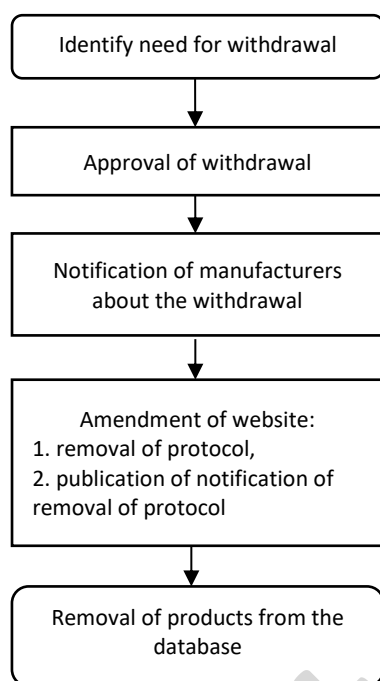 Identify need for withdrawal
Approval of withdrawal
Notification of manufacturers
about the withdrawal
Amendment of website:
1. removal of protocol,
2. publication of notification of
removal of protocol
Removal of products from the
database